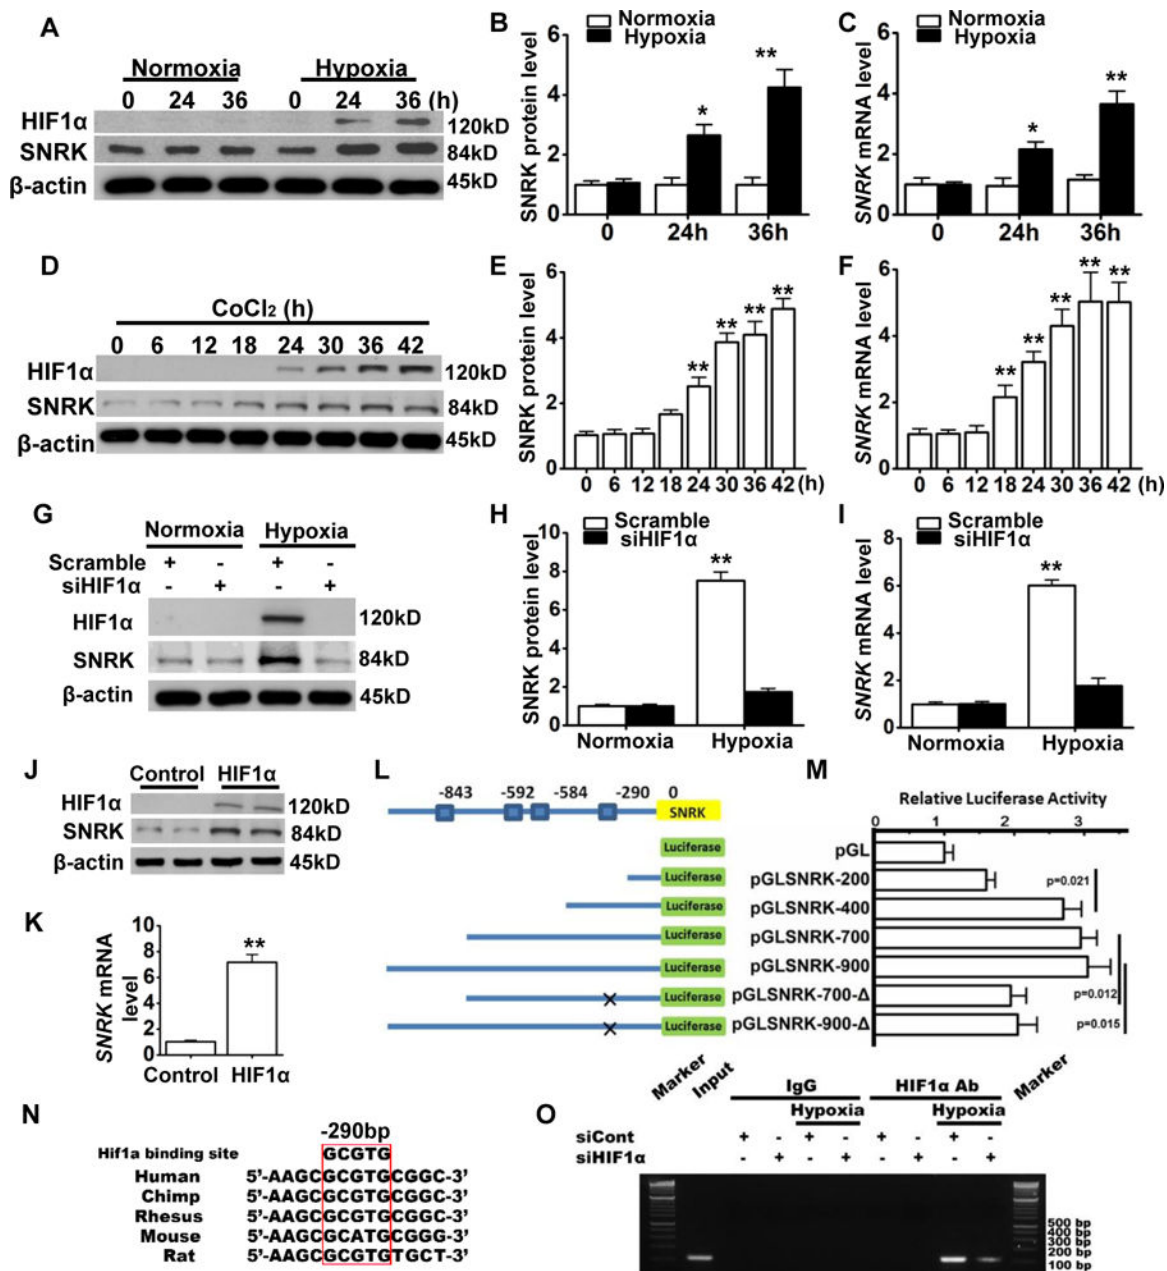 A
Normoxia Hypoxia
0 24 36 0 24 36 (h)
HIF1α 120kD
SNRK 84kD
β-actin 45kD
B
Normoxia
Hypoxia
SNRK protein level
6
4
2
0
* **
0 24h 36h
C
Normoxia
Hypoxia
SNRK mRNA level
6
4
2
0
* **
0 24h 36h
D
CoCl₂ (h)
0 6 12 18 24 30 36 42
HIF1α 120kD
SNRK 84kD
β-actin 45kD
E
SNRK protein level
6
4
2
0
** ** ** **
0 6 12 18 24 30 36 42 (h)
F
SNRK mRNA level
6
4
2
0
** ** ** ** **
0 6 12 18 24 30 36 42 (h)
G
Normoxia Hypoxia
Scramble + - + -
siHIF1α - + - +
HIF1α 120kD
SNRK 84kD
β-actin 45kD
H
Scramble
siHIF1α
SNRK protein level
10
8
6
4
2
0
**
Normoxia Hypoxia
I
Scramble
siHIF1α
SNRK mRNA level
8
6
4
2
0
**
Normoxia Hypoxia
J
Control HIF1α
HIF1α 120kD
SNRK 84kD
β-actin 45kD
K
SNRK mRNA
level
10
8
6
4
2
0
**
Control HIF1α
L
-843 -592 -584 -290 0
SNRK
Luciferase
Luciferase
Luciferase
Luciferase
Luciferase
Luciferase
Luciferase
M
Relative Luciferase Activity
0 1 2 3
pGL
pGLSNRK-200
pGLSNRK-400
pGLSNRK-700
pGLSNRK-900
pGLSNRK-700-Δ
pGLSNRK-900-Δ
p=0.021
p=0.012
p=0.015
N
-290bp
Hif1a binding site GCGTG
Human 5'-AAGCGCGTGCGGC-3'
Chimp 5'-AAGCGCGTGCGGC-3'
Rhesus 5'-AAGCGCGTGCGGC-3'
Mouse 5'-AAGCGCATGCGGG-3'
Rat 5'-AAGCGCGTGTGCT-3'
O
Marker Input IgG HIF1α Ab Marker
Hypoxia Hypoxia
siCont + - + - + - + -
siHIF1α - + - + - + - +
500 bp
400 bp
300 bp
200 bp
100 bp